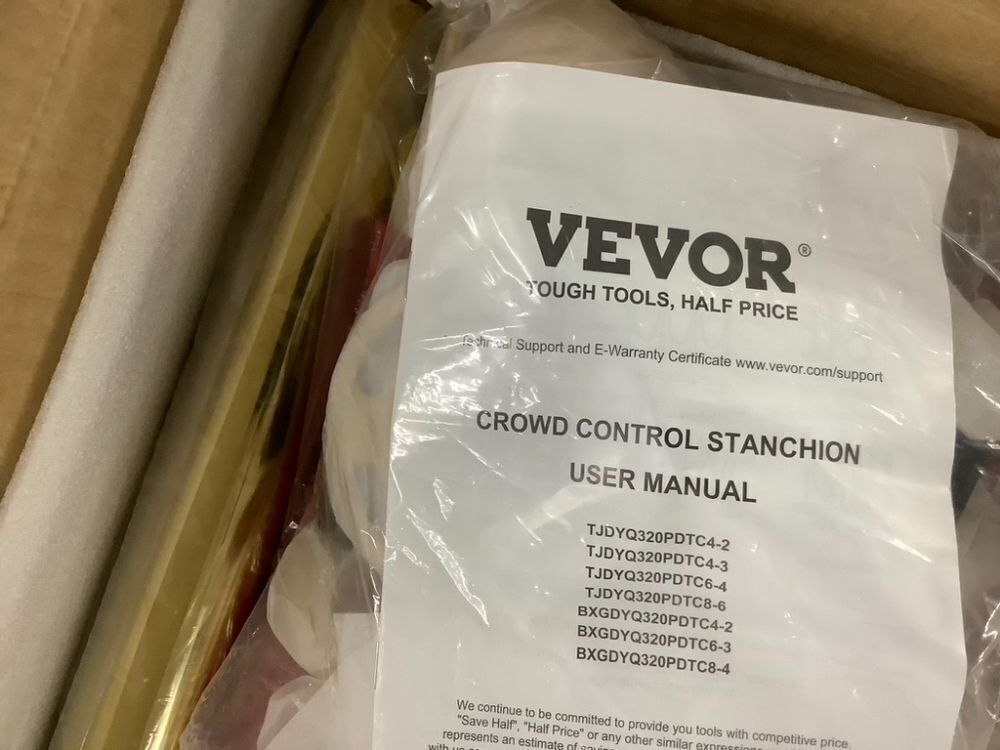 VEVOR®
TOUGH TOOLS, HALF PRICE
Technical Support and E-Warranty Certificate www.vevor.com/support
CROWD CONTROL STANCHION
USER MANUAL
TJDYQ320PDTC4-2
TJDYQ320PDTC4-3
TJDYQ320PDTC6-4
TJDYQ320PDTC8-6
BXGDYQ320PDTC4-2
BXGDYQ320PDTC6-3
BXGDYQ320PDTC8-4
We continue to be committed to provide you tools with competitive price.
"Save Half", "Half Price" or any other similar
represents an estimate of